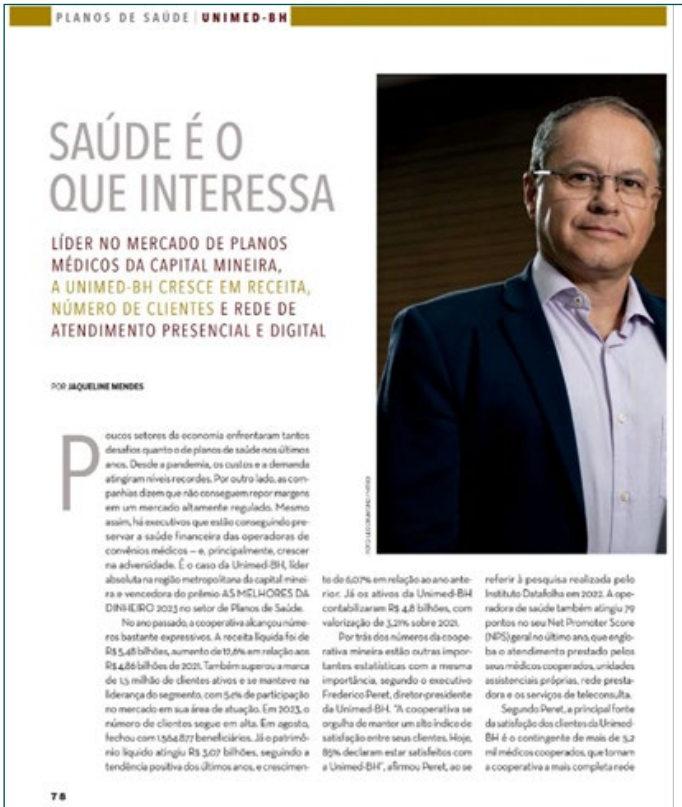 PLANOS DE SAÚDE | UNIMED-BH
SAÚDE É O
QUE INTERESSA
LÍDER NO MERCADO DE PLANOS
MÉDICOS DA CAPITAL MINEIRA,
A UNIMED-BH CRESCE EM RECEITA,
NÚMERO DE CLIENTES E REDE DE
ATENDIMENTO PRESENCIAL E DIGITAL
POR JAQUELINE MENDES
Poucos setores da economia enfrentaram tantos
desafios quanto o de planos de saúde nos últimos
anos. Desde a pandemia, os custos e a demanda
atingiram níveis recordes. Por outro lado, as com-
panhias dizem que não conseguem repor margens
em um mercado altamente regulado. Mesmo
assim, há executivos que estão conseguindo pre-
servar a saúde financeira das operadoras de
convênios médicos – e, principalmente, crescer
na adversidade. É o caso da Unimed-BH, líder
absoluta na região metropolitana da capital minei-
ra e vencedora do prêmio AS MELHORES DA
DINHEIRO 2023 no setor de Planos de Saúde.
No ano passado, a cooperativa alcançou núme-
ros bastante expressivos. A receita líquida foi de
R$ 5,48 bilhões, aumento de 12,8% em relação aos
R$ 4,86 bilhões de 2021. Também superou a marca
de 1,5 milhão de clientes ativos e se manteve na
liderança do segmento, com de participação
no mercado em sua área de atuação. Em 2023, o
número de clientes segue em alta. Em agosto,
fechou com 1.564.877 beneficiários. Já o patrimô-
nio líquido atingiu R$ 3,07 bilhões, seguindo a
tendência positiva dos últimos anos, e crescimen-
to de 6,07% em relação ao ano ante-
rior. Já os ativos da Unimed-BH
contabilizaram R$ 4,8 bilhões, com
valorização de 3,21% sobre 2021.
Por trás dos números da coope-
rativa mineira estão outras impor-
tantes estatísticas com a mesma
importância, segundo o executivo
Frederico Peret, diretor-presidente
da Unimed-BH. "A cooperativa se
orgulha de manter um alto índice de
satisfação entre seus clientes. Hoje,
85% declaram estar satisfeitos com
a Unimed-BH", afirmou Peret, ao se
referir à pesquisa realizada pelo
Instituto Datafolha em 2022. A ope-
radora de saúde também atingiu 79
pontos no seu Net Promoter Score
(NPS) geral no último ano, que englo-
ba o atendimento prestado pelos
seus médicos cooperados, unidades
assistenciais próprias, rede presta-
dora e os serviços de teleconsulta.
Segundo Peret, a principal fonte
da satisfação dos clientes da Unimed-
BH é o contingente de mais de 5,2
mil médicos cooperados, que tornam
a cooperativa a mais completa rede
78